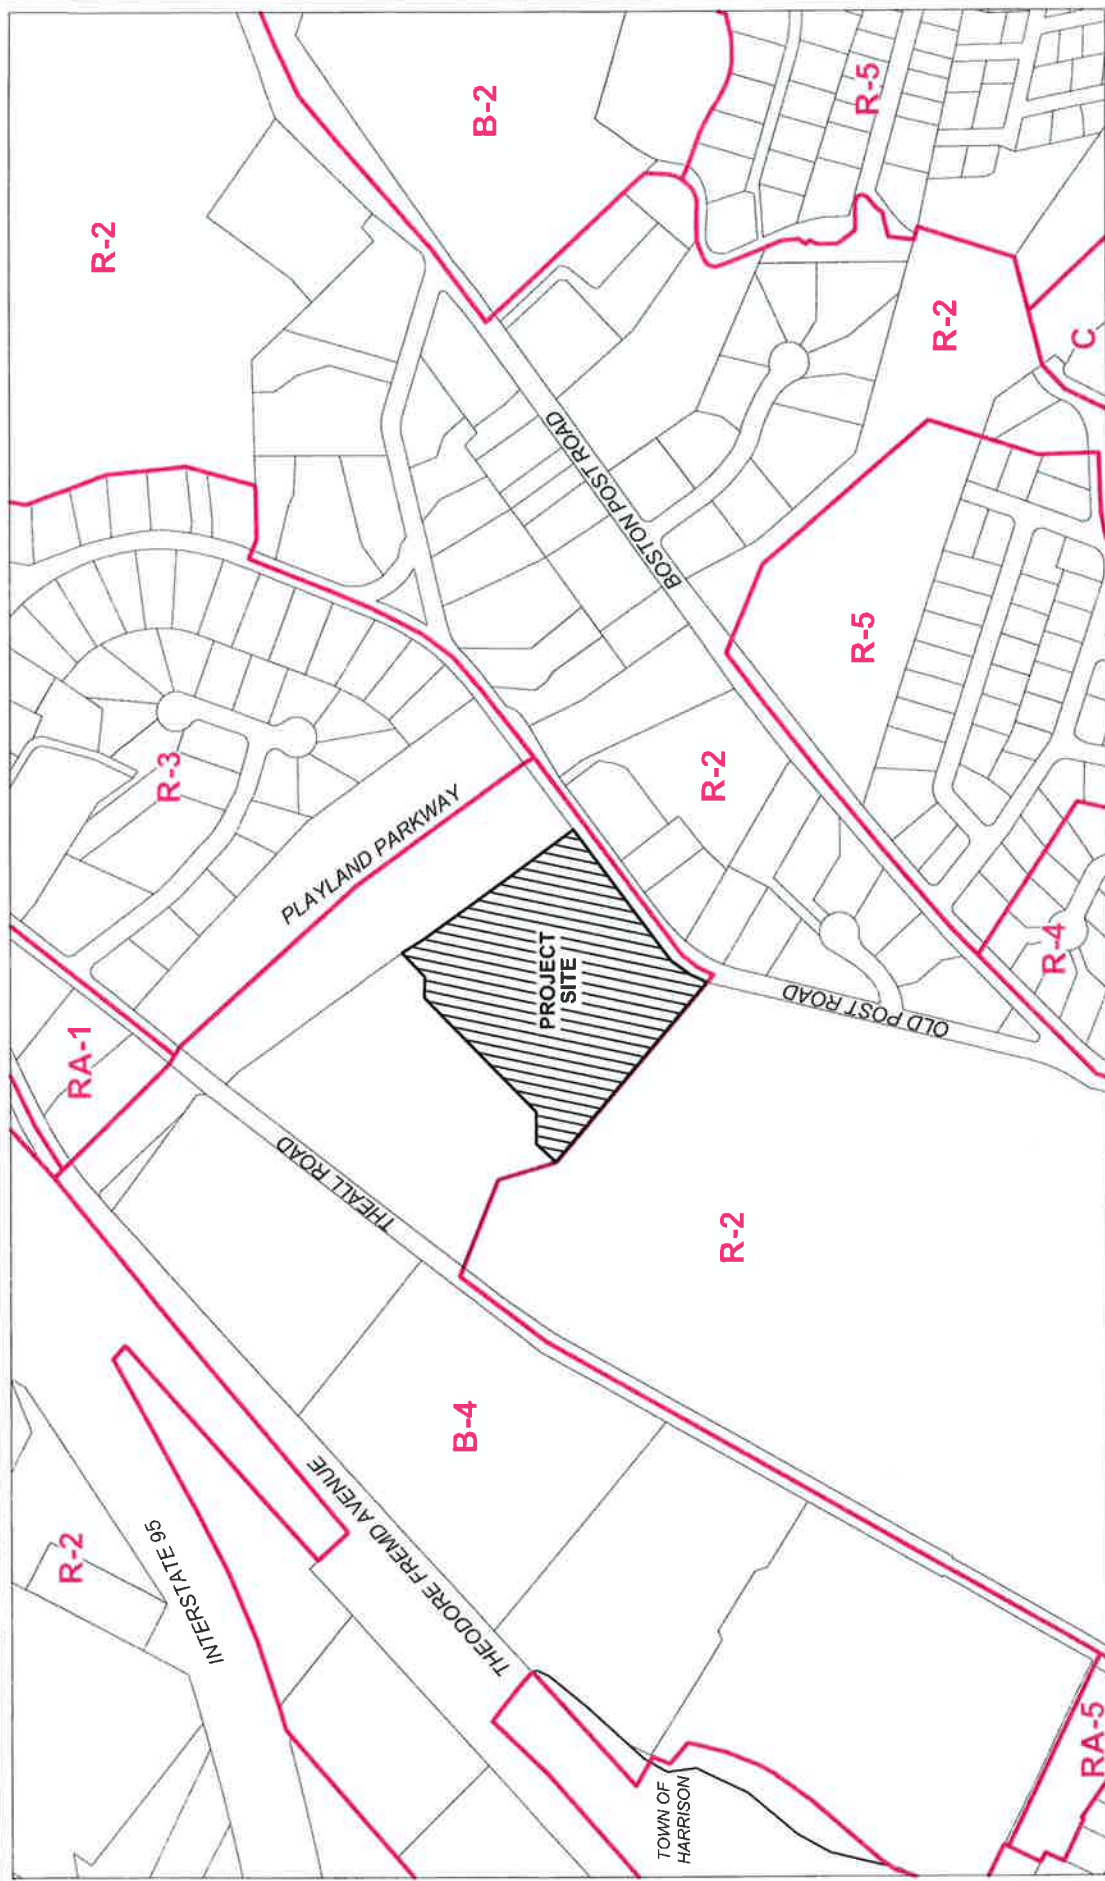 R-2
INTERSTATE 95
THEODORE FREMD AVENUE
TOWN OF
HARRISON
RA-5
B-4
RA-1
THEALL ROAD
R-2
PLAYLAND PARKWAY
R-3
PROJECT
SITE
OLD POST ROAD
R-4
R-2
R-5
BOSTON POST ROAD
R-2
B-2
R-5
R-2
C